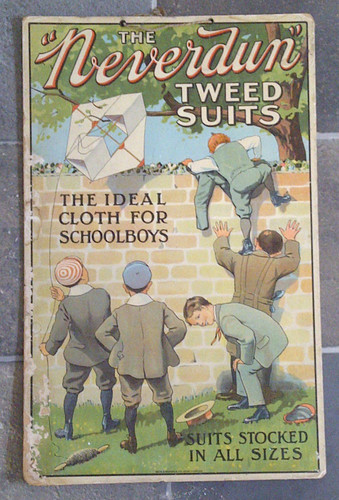 THE
"Neverdun"
TWEED
SUITS
THE IDEAL
CLOTH FOR
SCHOOLBOYS
SUITS STOCKED
IN ALL SIZES